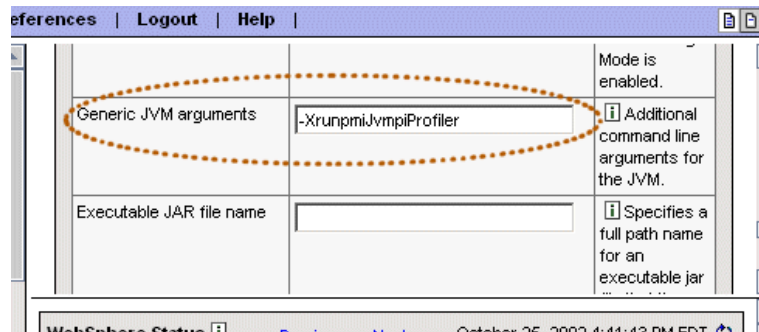 eferences | Logout | Help |
Mode is
enabled.
Generic JVM arguments
-XrunpmiJvmpiProfiler
Additional
command line
arguments for
the JVM.
Executable JAR file name
Specifies a
full path name
for an
executable jar
WebSphere Status
October 25, 2002 4:41:43 PM EDT